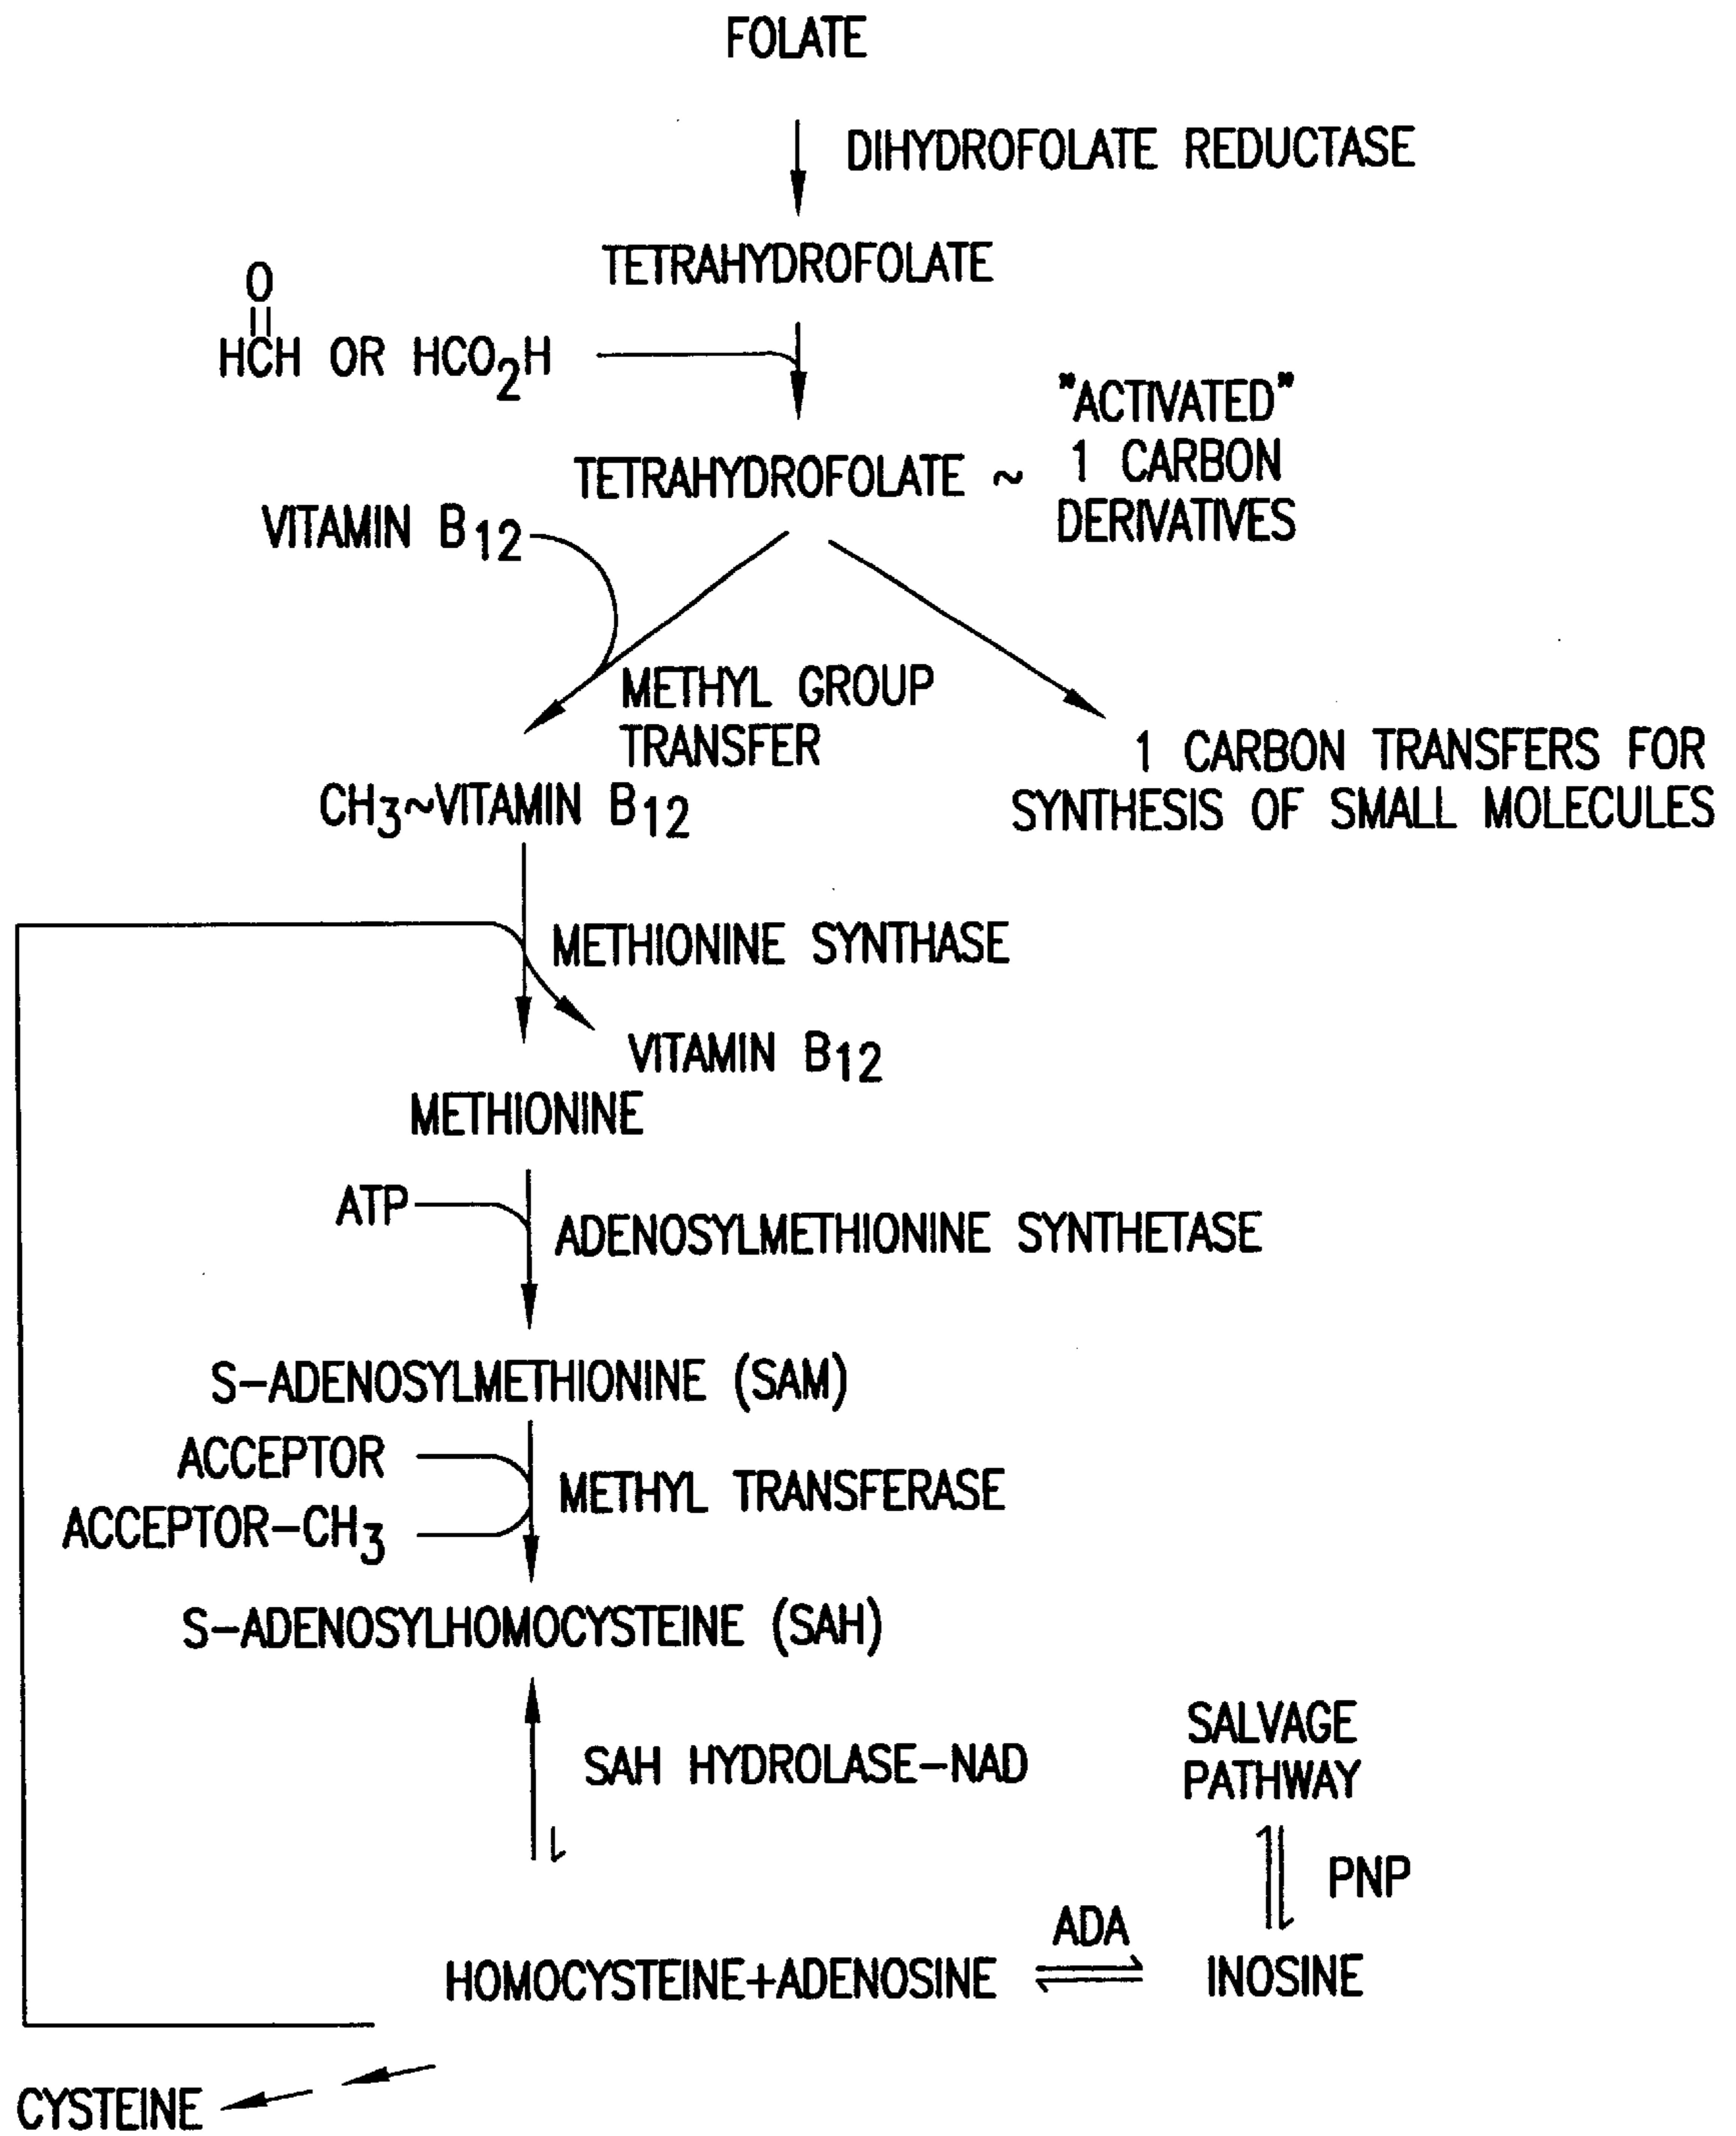 FOLATE
DIHYDROFOLATE REDUCTASE
TETRAHYDROFOLATE
O
HCH OR HCO2H
TETRAHYDROFOLATE ~
"ACTIVATED"
1 CARBON
DERIVATIVES
VITAMIN B12
METHYL GROUP
TRANSFER
1 CARBON TRANSFERS FOR
SYNTHESIS OF SMALL MOLECULES
CH3~VITAMIN B12
METHIONINE SYNTHASE
VITAMIN B12
METHIONINE
ATP
ADENOSYLMETHIONINE SYNTHETASE
S-ADENOSYLMETHIONINE (SAM)
ACCEPTOR
METHYL TRANSFERASE
ACCEPTOR-CH3
S-ADENOSYLHOMOCYSTEINE (SAH)
SAH HYDROLASE-NAD
SALVAGE
PATHWAY
PNP
ADA
HOMOCYSTEINE+ADENOSINE
INOSINE
CYSTEINE